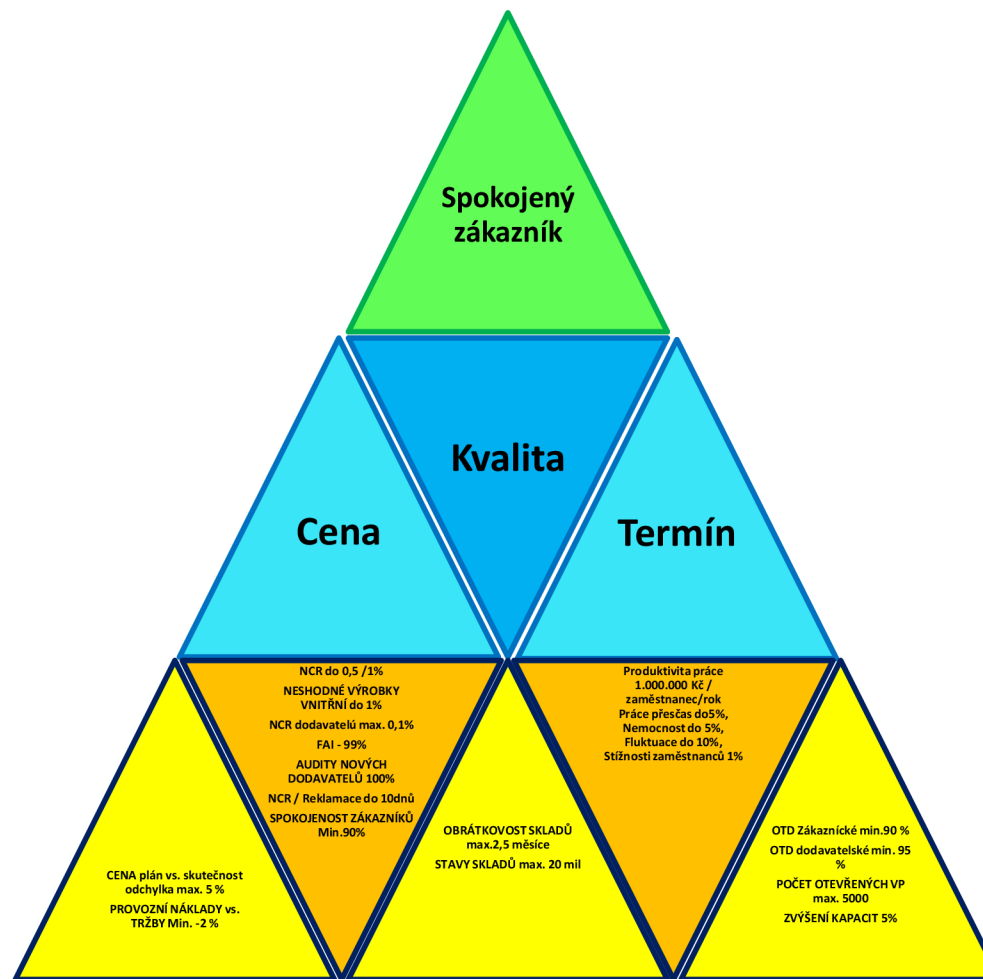 Spokojený
zákazník
Kvalita
Cena
Termín
NCR do 0,5 /1%
NESHODNÉ VÝROBKY
VNITŘNÍ do 1%
NCR dodavatelú max. 0,1%
FAI - 99%
AUDITY NOVÝCH
DODAVATELŮ 100%
NCR / Reklamace do 10dnů
SPOKOJENOST ZÁKAZNÍKŮ
Min.90%
Produktivita práce
1.000.000 Kč /
zaměstnanec/rok
Práce přesčas do5%,
Nemocnost do 5%,
Fluktuace do 10%,
Stížnosti zaměstnanců 1%
CENA plán vs. skutečnost
odchylka max. 5 %
PROVOZNÍ NÁKLADY vs.
TRŽBY Min. -2 %
OBRÁTKOVOST SKLADŮ
max.2,5 měsíce
STAVY SKLADŮ max. 20 mil
OTD Zákaznícké min.90 %
OTD dodavatelské min. 95
%
POČET OTEVŘENÝCH VP
max. 5000
ZVÝŠENÍ KAPACIT 5%